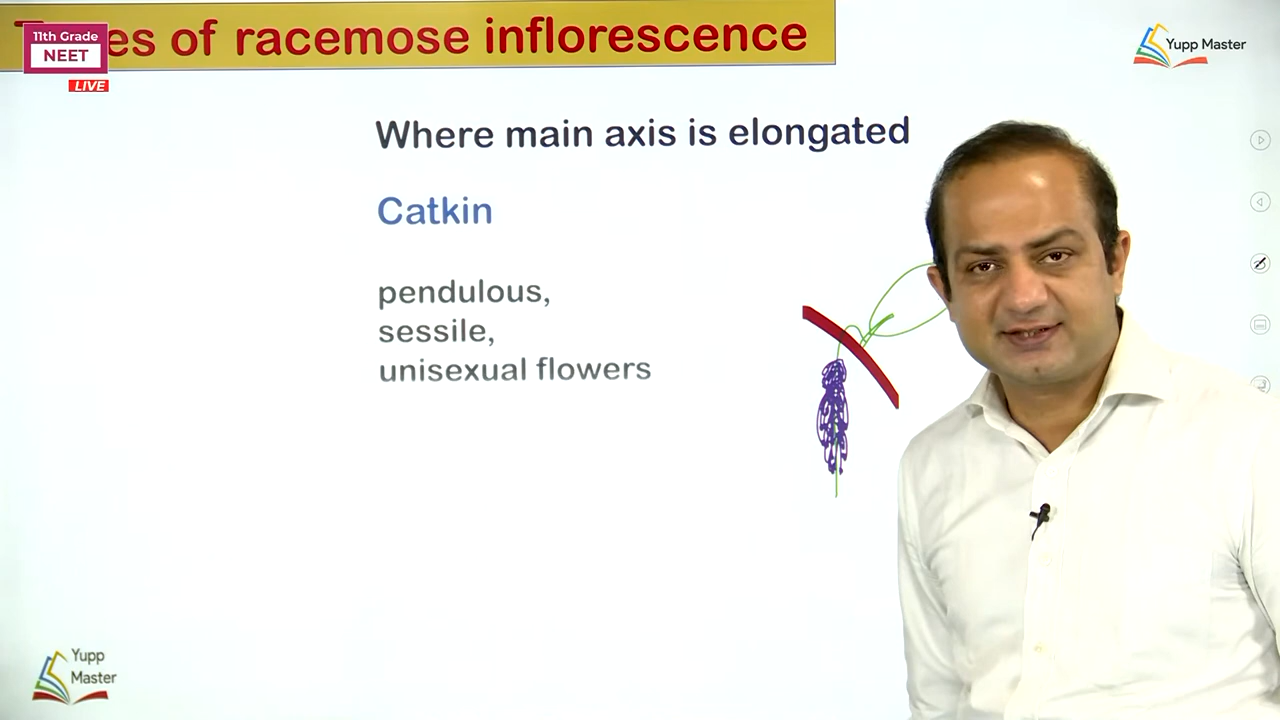 es of racemose inflorescence
11th Grade
NEET
LIVE
Yupp Master
Where main axis is elongated
Catkin
pendulous,
sessile,
unisexual flowers
Yupp
Master